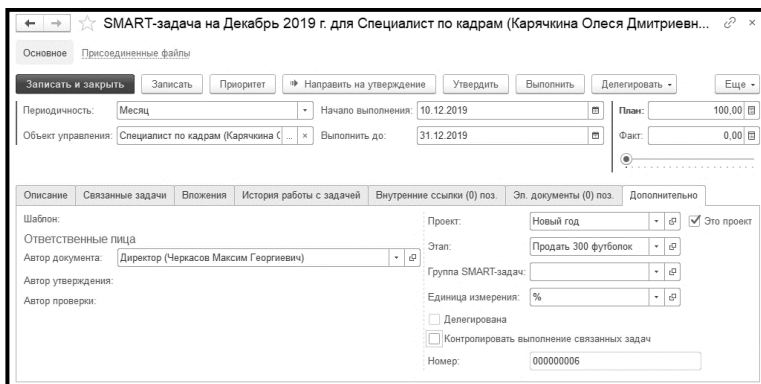 SMART-задача на Декабрь 2019 г. для Специалист по кадрам (Карячкина Олеся Дмитриевн...
Основное Присоединенные файлы
Записать и закрыть Записать Приоритет Направить на утверждение Утвердить Выполнить Делегировать Еще
Периодичность: Месяц Начало выполнения: 10.12.2019 План: 100,00
Объект управления: Специалист по кадрам (Карячкина ( ... × Выполнить до: 31.12.2019 Факт: 0,00
Описание Связанные задачи Вложения История работы с задачей Внутренние ссылки (0) поз. Эл. документы (0) поз. Дополнительно
Шаблон: Проект: Новый год Это проект
Ответственные лица Этап: Продать 300 футболок
Автор документа: Директор (Черкасов Максим Георгиевич)
Группа SMART-задач:
Автор утверждения:
Единица измерения: %
Автор проверки:
Делегирована
Контролировать выполнение связанных задач
Номер: 000000006